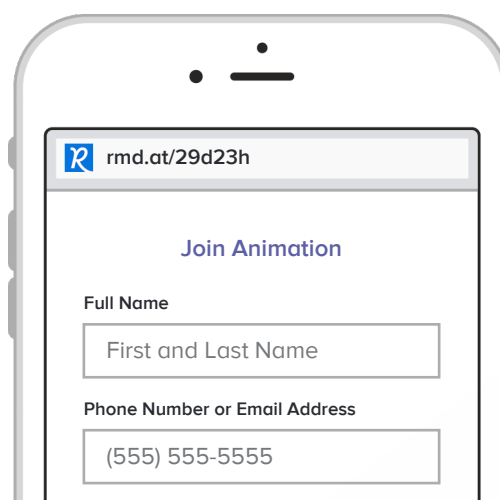 rmd.at/29d23h
Join Animation
Full Name
First and Last Name
Phone Number or Email Address
(555) 555-5555